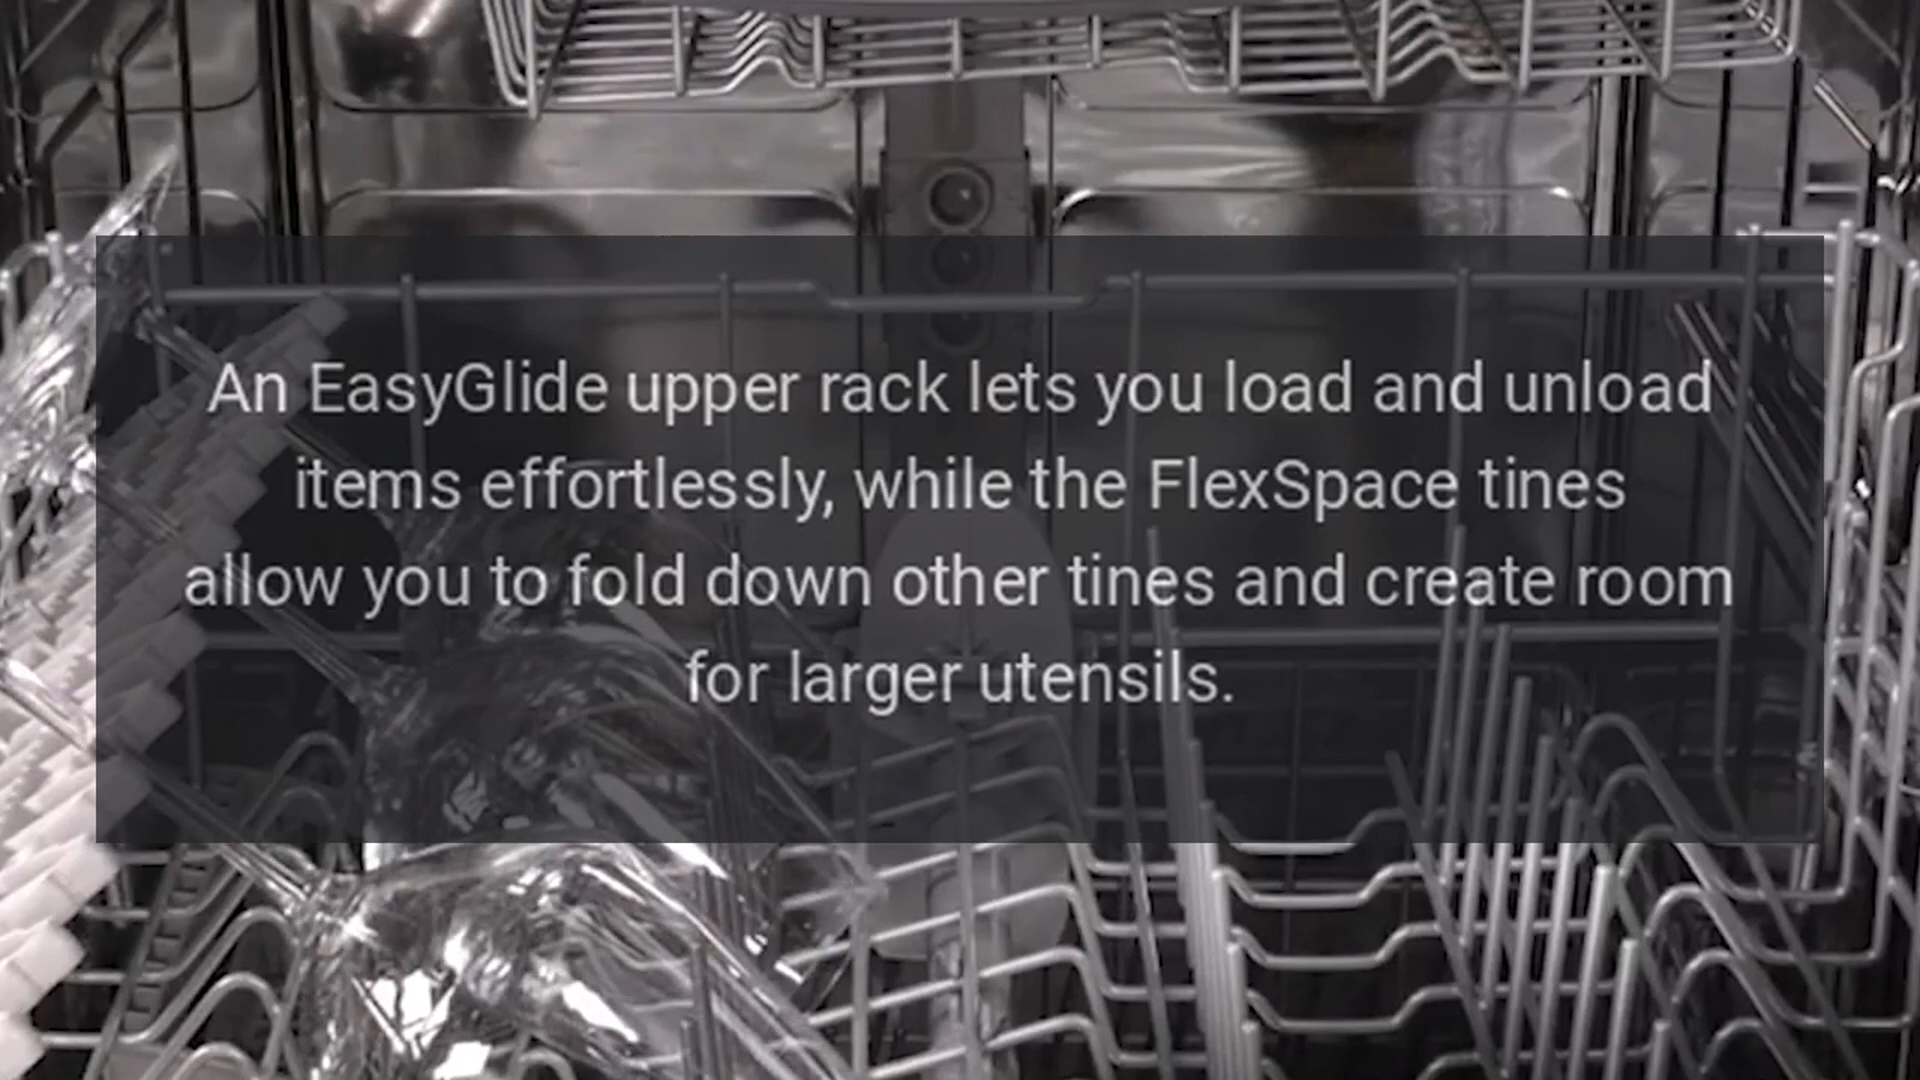 An EasyGlide upper rack lets you load and unload
items effortlessly, while the FlexSpace tines
allow you to fold down other tines and create room
for larger utensils.